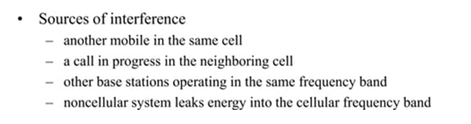 • Sources of interference
– another mobile in the same cell
– a call in progress in the neighboring cell
– other base stations operating in the same frequency band
– noncellular system leaks energy into the cellular frequency band